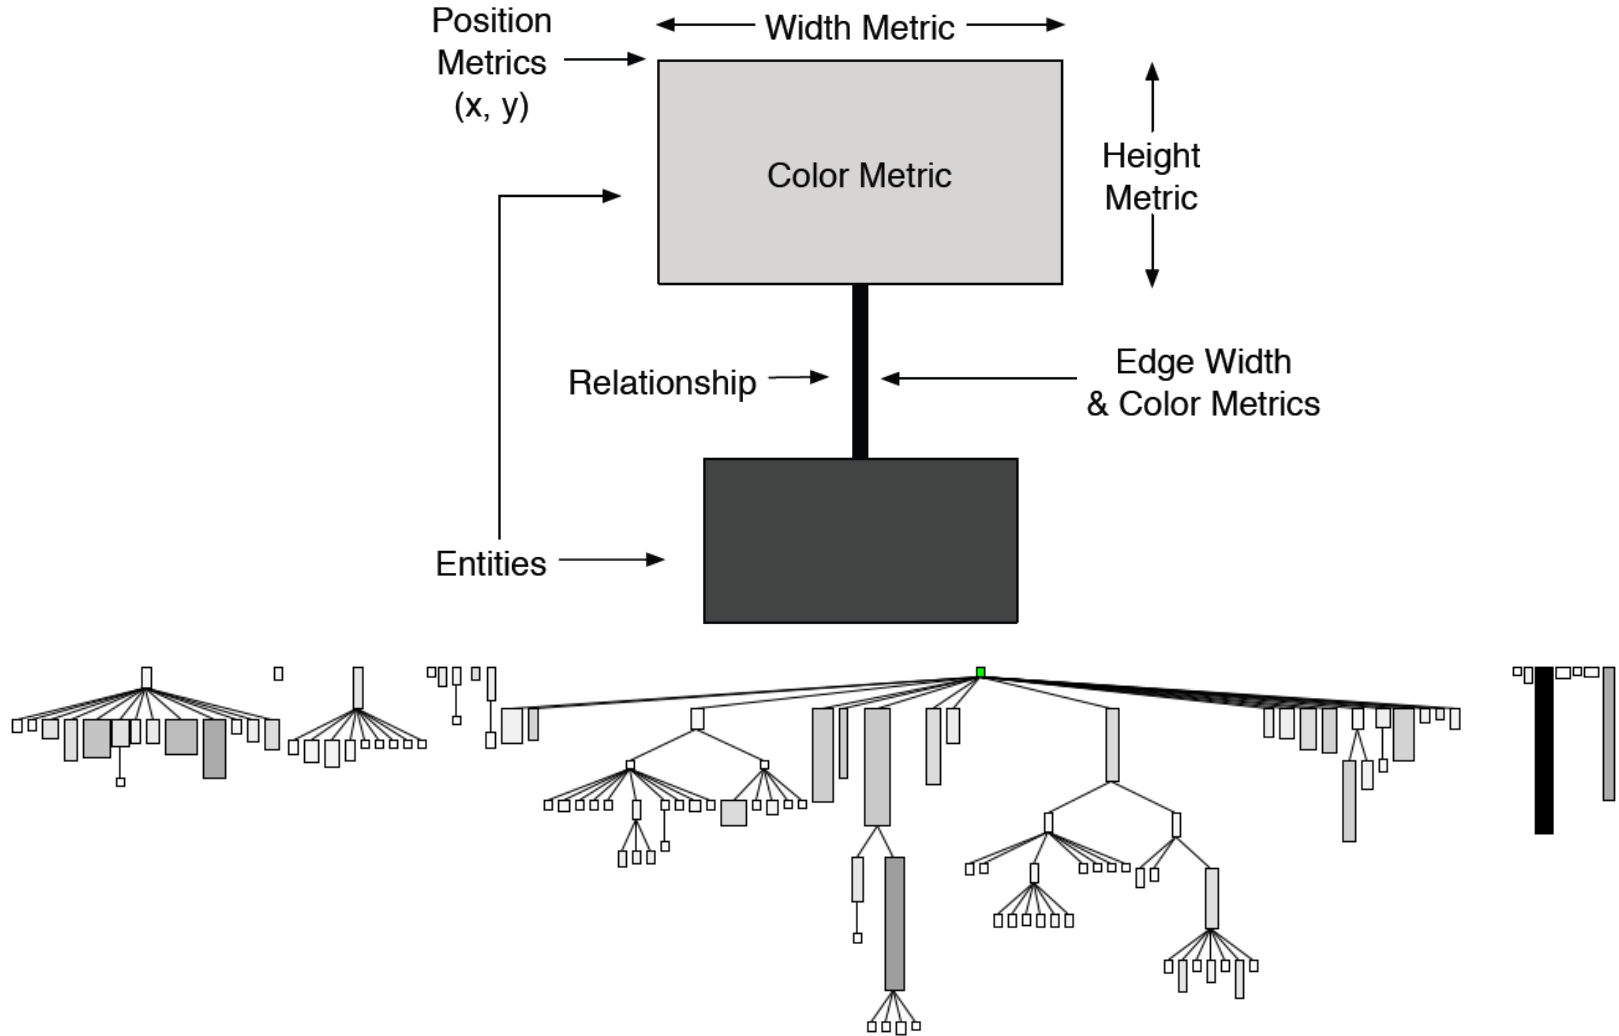 Position
Metrics
(x, y)
Width Metric
Color Metric
Height
Metric
Relationship
Edge Width
& Color Metrics
Entities